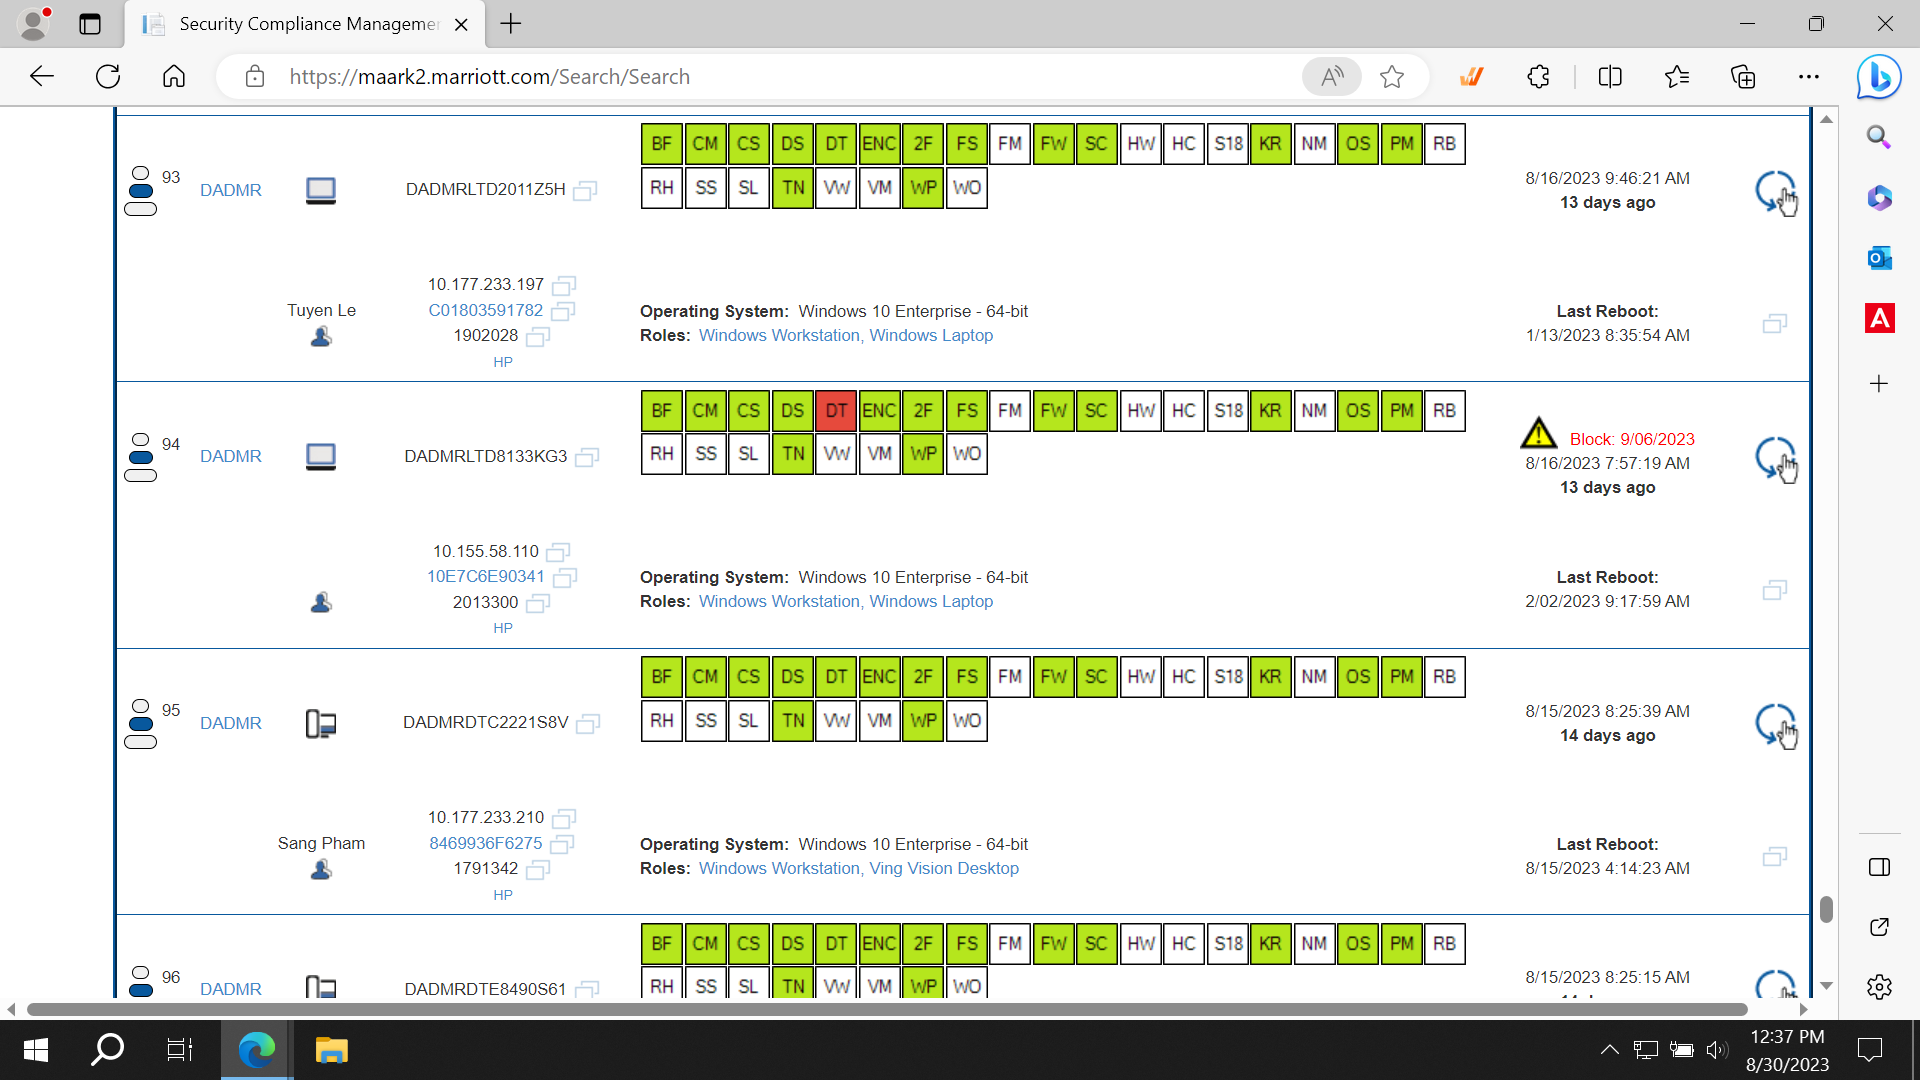 Security Compliance Managemen
https://maark2.marriott.com/Search/Search
93
DADMR
DADMRLTD2011Z5H
BF CM CS DS DT ENC 2F FS FM FW SC HW HC S18 KR NM OS PM RB
RH SS SL TN VW VM WP WO
8/16/2023 9:46:21 AM
13 days ago
Tuyen Le
10.177.233.197
C01803591782
1902028
HP
Operating System: Windows 10 Enterprise - 64-bit
Roles: Windows Workstation, Windows Laptop
Last Reboot:
1/13/2023 8:35:54 AM
94
DADMR
DADMRLTD8133KG3
BF CM CS DS DT ENC 2F FS FM FW SC HW HC S18 KR NM OS PM RB
RH SS SL TN VW VM WP WO
Block: 9/06/2023
8/16/2023 7:57:19 AM
13 days ago
10.155.58.110
10E7C6E90341
2013300
HP
Operating System: Windows 10 Enterprise - 64-bit
Roles: Windows Workstation, Windows Laptop
Last Reboot:
2/02/2023 9:17:59 AM
95
DADMR
DADMRDTC2221S8V
BF CM CS DS DT ENC 2F FS FM FW SC HW HC S18 KR NM OS PM RB
RH SS SL TN VW VM WP WO
8/15/2023 8:25:39 AM
14 days ago
Sang Pham
10.177.233.210
8469936F6275
1791342
HP
Operating System: Windows 10 Enterprise - 64-bit
Roles: Windows Workstation, Ving Vision Desktop
Last Reboot:
8/15/2023 4:14:23 AM
96
DADMR
DADMRDTE8490S61
BF CM CS DS DT ENC 2F FS FM FW SC HW HC S18 KR NM OS PM RB
RH SS SL TN VW VM WP WO
8/15/2023 8:25:15 AM
12:37 PM
8/30/2023